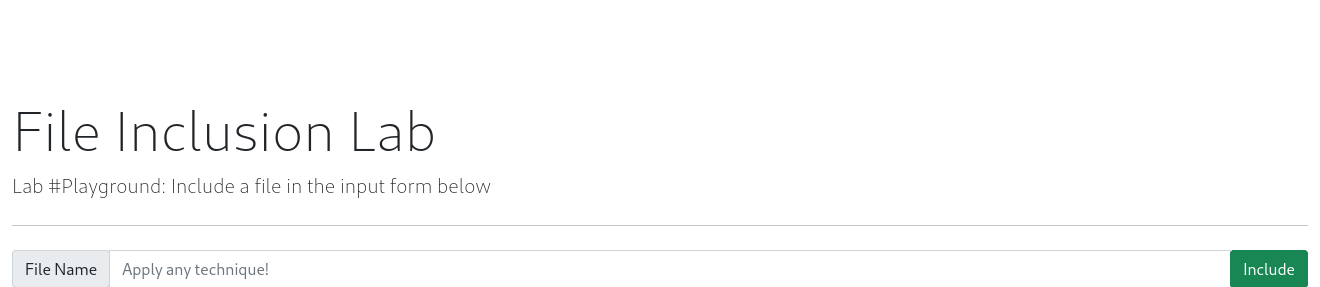 File Inclusion Lab
Lab #Playground: Include a file in the input form below
File Name Apply any technique! Include